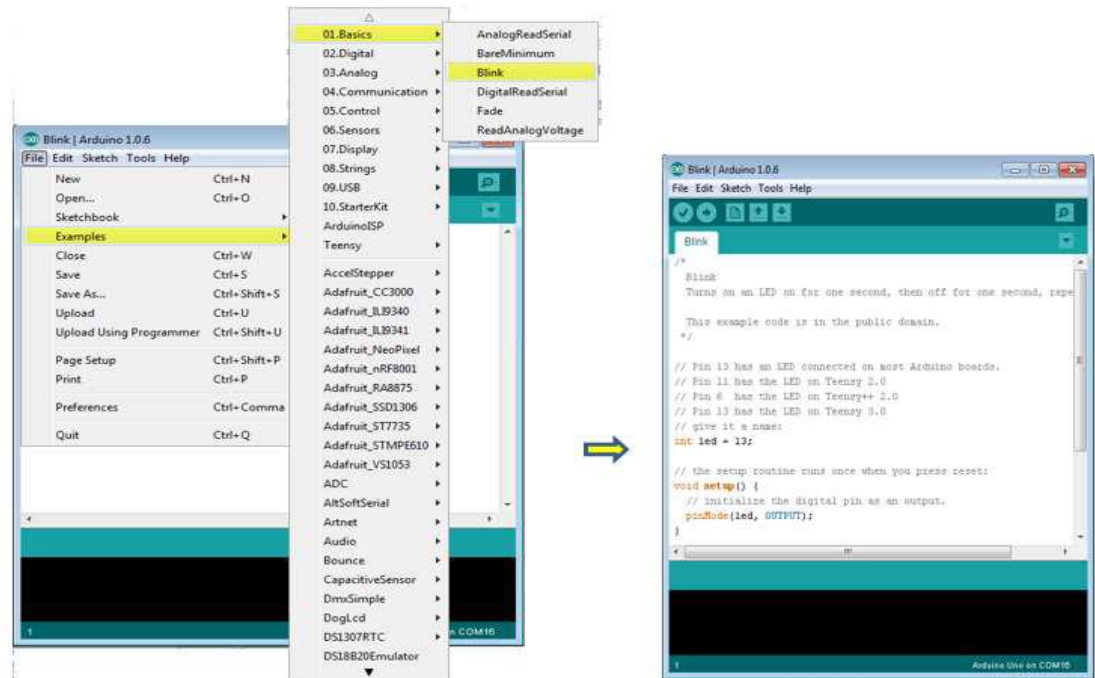 01.Basics
02.Digital
03.Analog
04.Communication
05.Control
06.Sensors
07.Display
08.Strings
09.USB
10.StarterKit
ArduinoISP
Teensy
AccelStepper
Adafruit_CC3000
Adafruit_ILI9340
Adafruit_ILI9341
Adafruit_NeoPixel
Adafruit_nRF8001
Adafruit_RA8875
Adafruit_SSD1306
Adafruit_ST7735
Adafruit_STMPE610
Adafruit_VS1053
ADC
AltSoftSerial
Artnet
Audio
Bounce
CapacitiveSensor
DmxSimple
DogLcd
DS1307RTC
DS18B20Emulator
AnalogReadSerial
BareMinimum
Blink
DigitalReadSerial
Fade
ReadAnalogVoltage
Blink | Arduino 1.0.6
File Edit Sketch Tools Help
New Ctrl+N
Open... Ctrl+O
Sketchbook
Examples
Close Ctrl+W
Save Ctrl+S
Save As... Ctrl+Shift+S
Upload Ctrl+U
Upload Using Programmer Ctrl+Shift+U
Page Setup Ctrl+Shift+P
Print Ctrl+P
Preferences Ctrl+Comma
Quit Ctrl+Q
1 on COM16
Blink | Arduino 1.0.6
File Edit Sketch Tools Help
Blink
/*
Blink
Turns on an LED on for one second, then off for one second, repe
This example code is in the public domain.
*/
// Pin 13 has an LED connected on most Arduino boards.
// Pin 11 has the LED on Teensy 2.0
// Pin 6 has the LED on Teensy++ 2.0
// Pin 13 has the LED on Teensy 3.0
// give it a name:
int led = 13;
// the setup routine runs once when you press reset:
void setup() {
// initialize the digital pin as an output.
pinMode(led, OUTPUT);
}
1 Arduino Uno on COM16